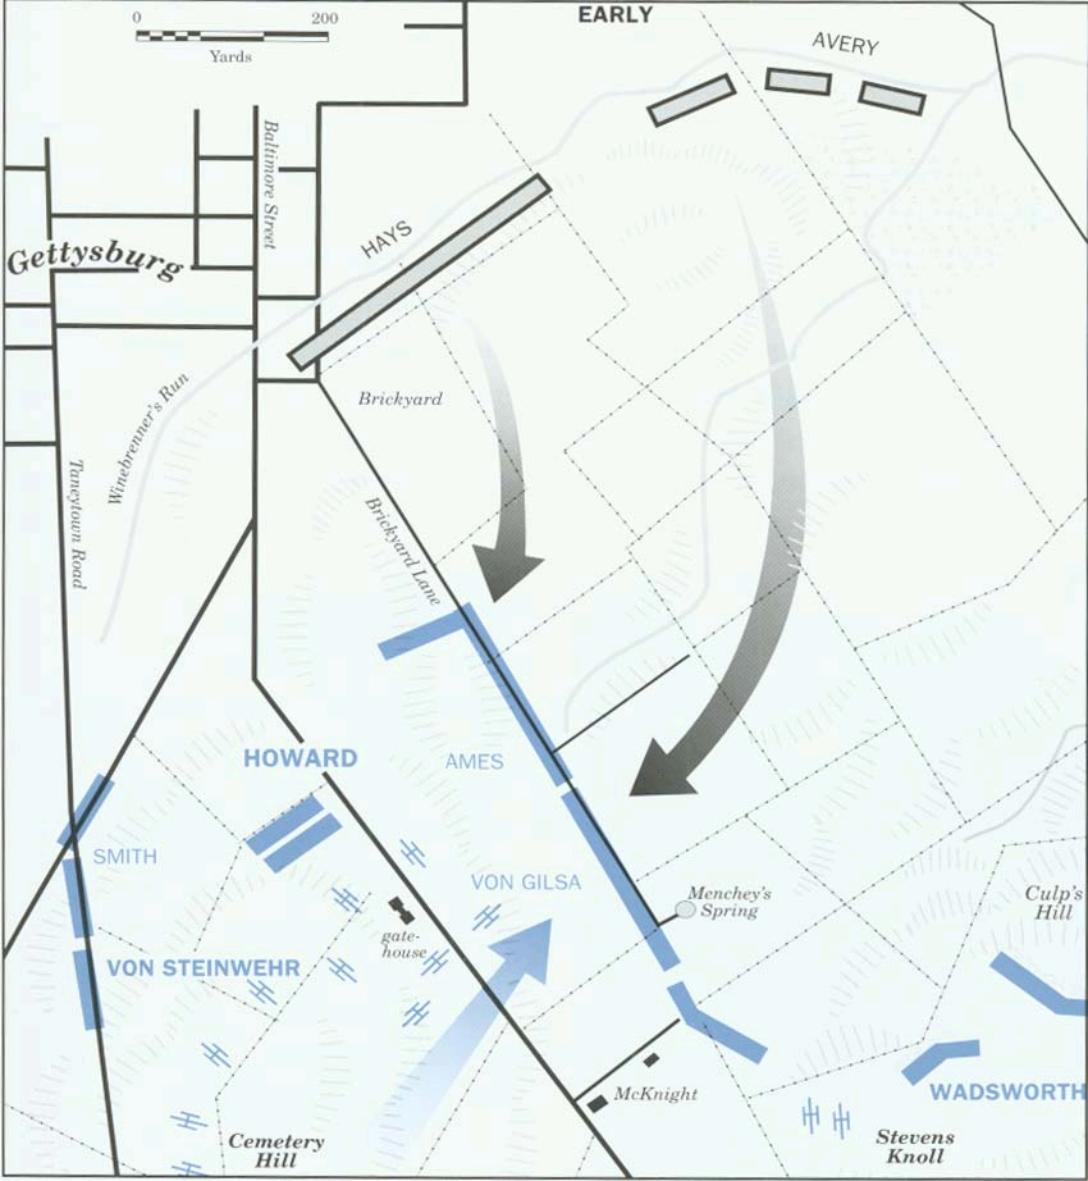 EARLY
0 200
Yards
AVERY
Baltimore Street
HAYS
Gettysburg
Winebrenner's Run
Brickyard
Taneytown Road
Brickyard Lane
HOWARD
AMES
SMITH
VON GILSA
Menchey's
Spring
Culp's
Hill
gate-
house
VON STEINWEHR
McKnight
WADSWORTH
Cemetery
Hill
Stevens
Knoll